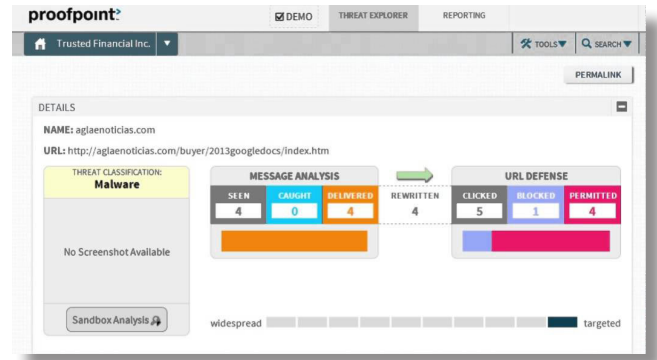 proofpoint
DEMO
THREAT EXPLORER
REPORTING
Trusted Financial Inc.
TOOLS
SEARCH
PERMALINK
DETAILS
NAME: aglaenoticias.com
URL: http://aglaenoticias.com/buyer/2013googledocs/index.htm
THREAT CLASSIFICATION:
Malware
No Screenshot Available
Sandbox Analysis
MESSAGE ANALYSIS
SEEN CAUGHT DELIVERED
4 0 4
REWRITTEN
4
URL DEFENSE
CLICKED BLOCKED PERMITTED
5 1 4
widespread
targeted